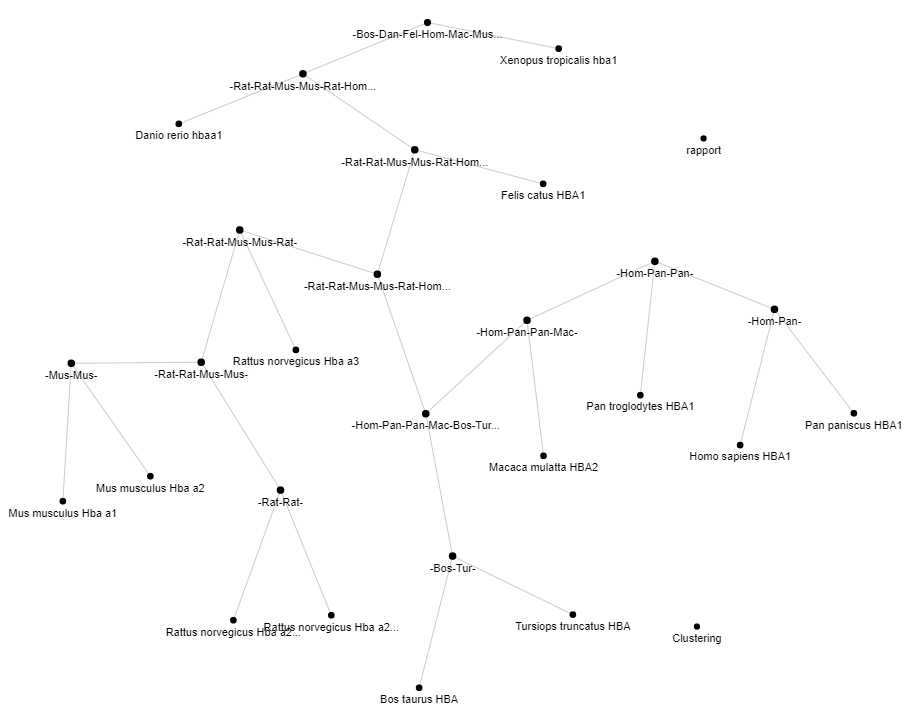 -Bos-Dan-Fel-Hom-Mac-Mus...
Xenopus tropicalis hba1
-Rat-Rat-Mus-Mus-Rat-Hom...
Danio rerio hbaa1
rapport
-Rat-Rat-Mus-Mus-Rat-Hom...
Felis catus HBA1
-Rat-Rat-Mus-Mus-Rat-
-Hom-Pan-Pan-
-Rat-Rat-Mus-Mus-Rat-Hom...
-Hom-Pan-
-Hom-Pan-Pan-Mac-
Rattus norvegicus Hba a3
-Mus-Mus-
-Rat-Rat-Mus-Mus-
Pan troglodytes HBA1
-Hom-Pan-Pan-Mac-Bos-Tur...
Pan paniscus HBA1
Homo sapiens HBA1
Macaca mulatta HBA2
Mus musculus Hba a2
-Rat-Rat-
Mus musculus Hba a1
-Bos-Tur-
Rattus norvegicus Hba a2...
Rattus norvegicus Hba a2...
Tursiops truncatus HBA
Clustering
Bos taurus HBA